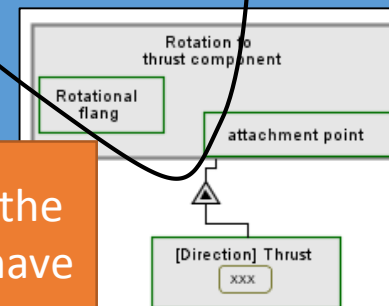 Rotation to
thrust component
Rotational
flang
attachment point
the
have
[Direction] Thrust
xxx